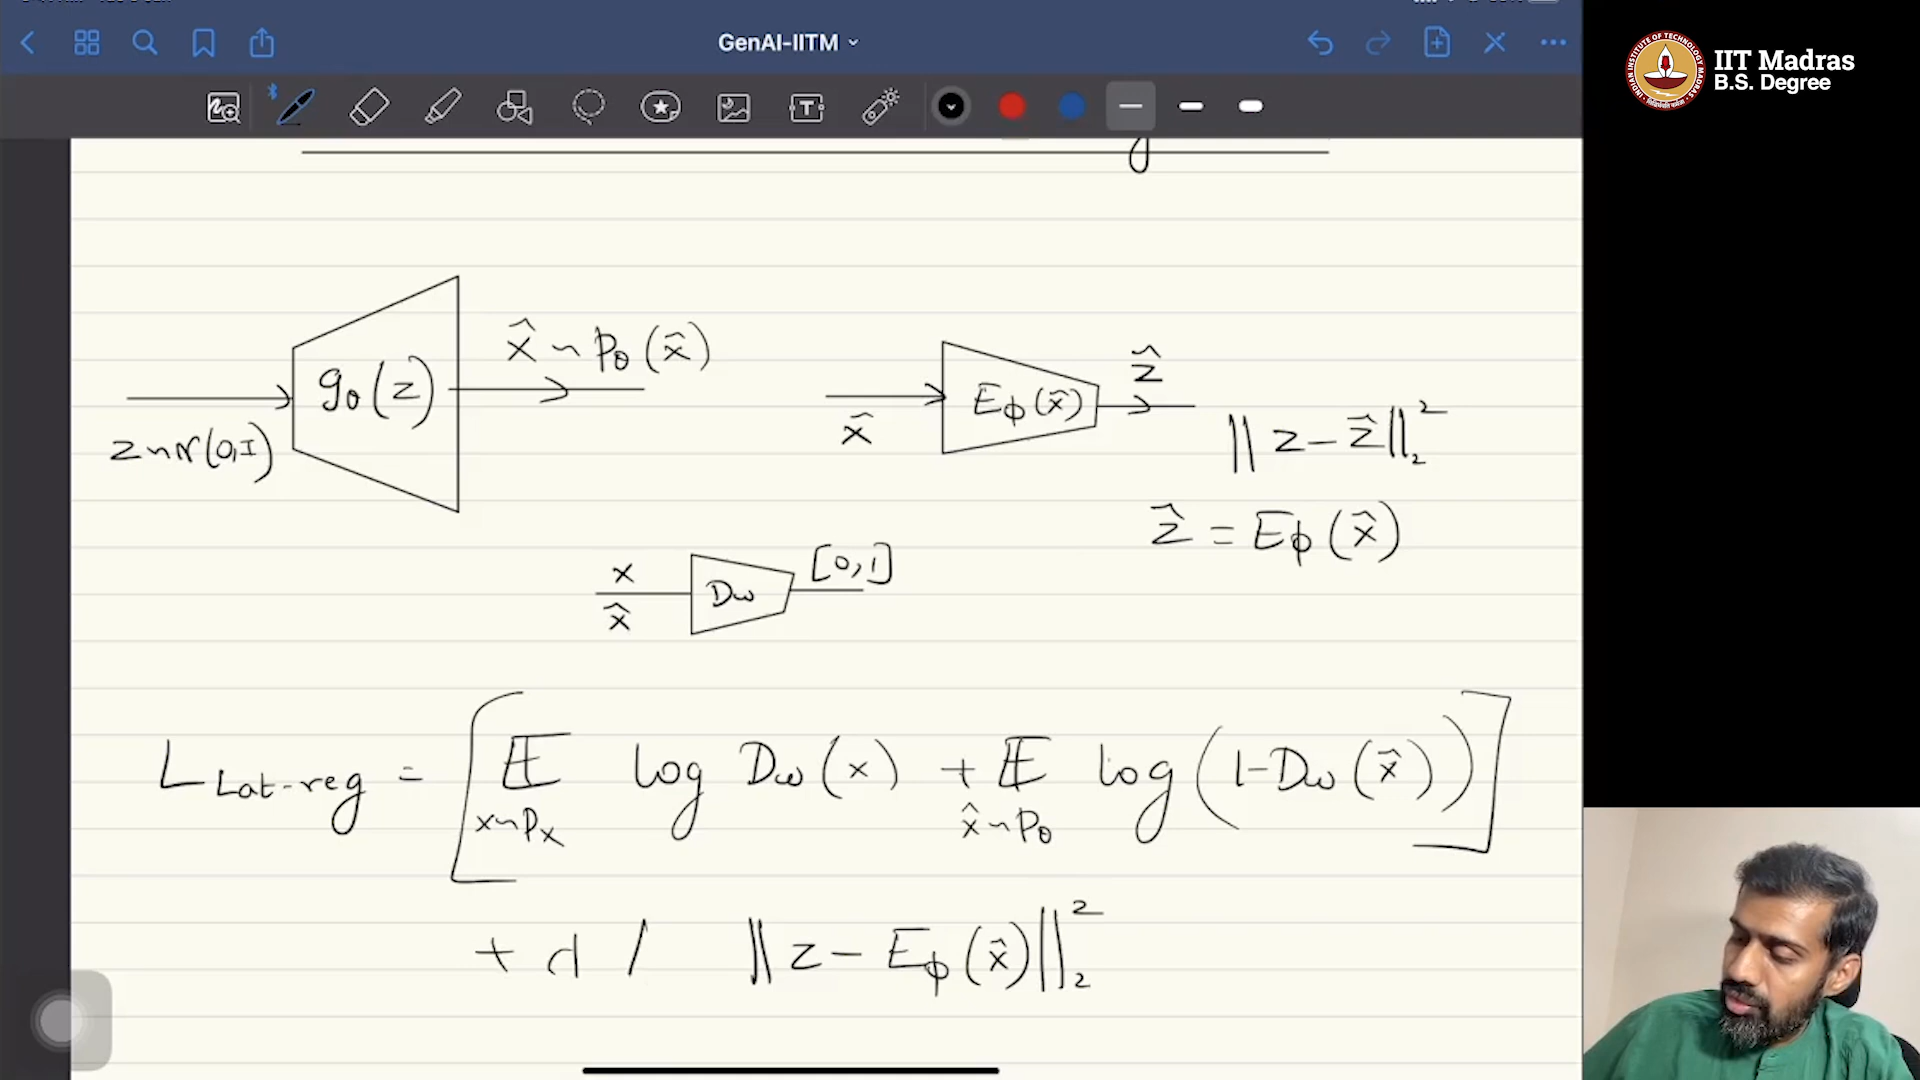 GenAI-IITM
IIT Madras
B.S. Degree
g_θ(z)
x̂ ~ p_θ(x̂)
z ~ N(0,I)
x̂
E_φ(x̂)
ẑ
‖z - ẑ‖₂²
ẑ = E_φ(x̂)
x
x̂
D_ω
[0,1]
L_Lat-reg = [ E_{x~p_x} log D_ω(x) + E_{x̂~p_θ} log(1-D_ω(x̂)) ]
+ ‖z - E_φ(x̂)‖₂²